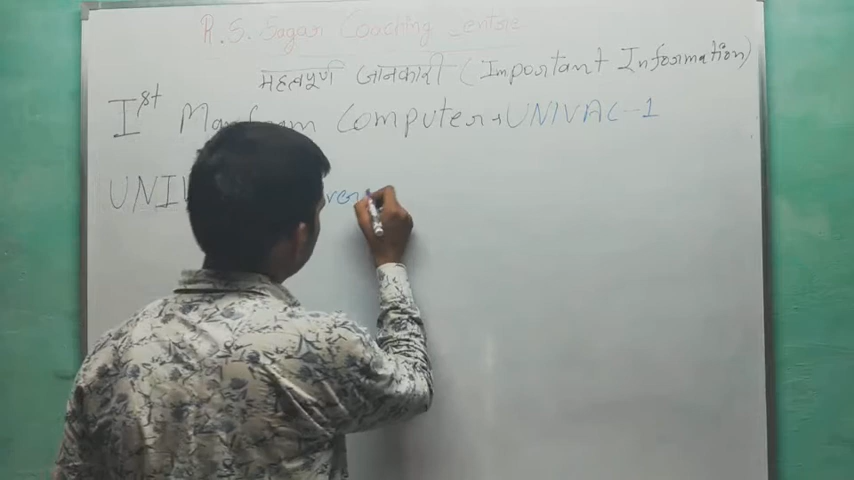 R.S. Sagar Coaching Centre
महत्वपूर्ण जानकारी (Important Information)
Ist Computer → UNIVAC-1